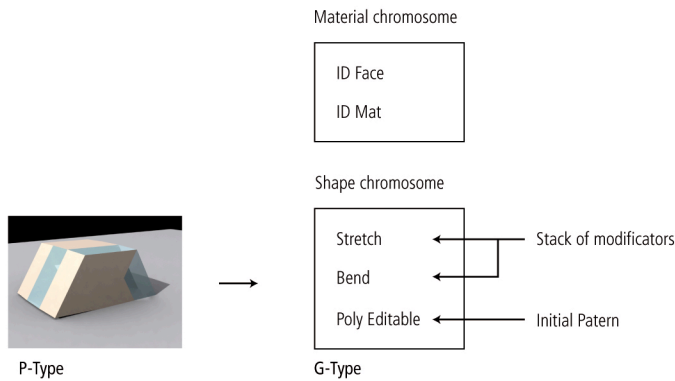 Material chromosome
ID Face
ID Mat
Shape chromosome
Stretch
Stack of modificators
Bend
Poly Editable
Initial Patern
P-Type
G-Type